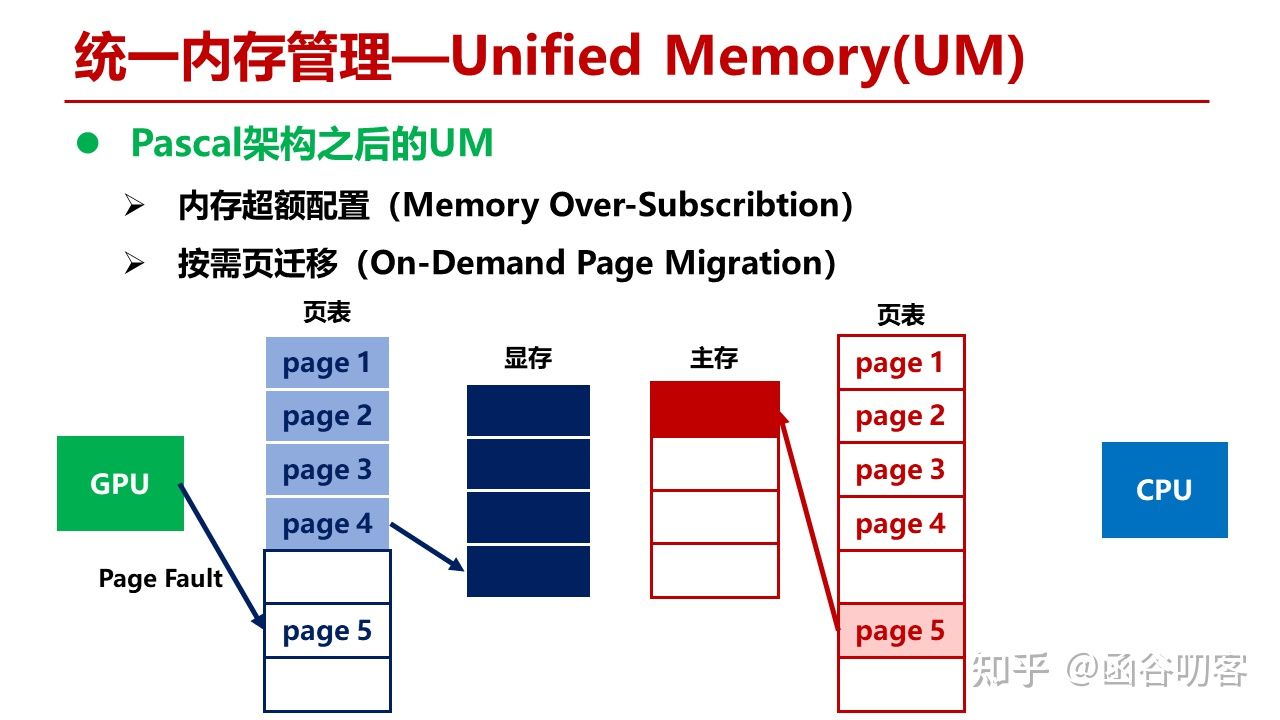 统一内存管理—Unified Memory(UM)
Pascal架构之后的UM
内存超额配置（Memory Over-Subscribtion）
按需页迁移（On-Demand Page Migration）
页表
显存
主存
页表
page 1
page 2
page 3
page 4
page 5
page 1
page 2
page 3
page 4
page 5
GPU
CPU
Page Fault
知乎 @函谷叨客